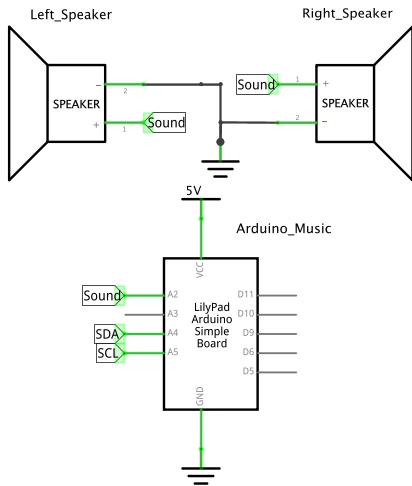 Left_Speaker
Right_Speaker
− 2
SPEAKER
+ 1
Sound
Sound
1 +
SPEAKER
2 −
5V
Arduino_Music
VCC
Sound
A2
A3
SDA
A4
SCL
A5
LilyPad
Arduino
Simple
Board
D11
D10
D9
D6
D5
GND